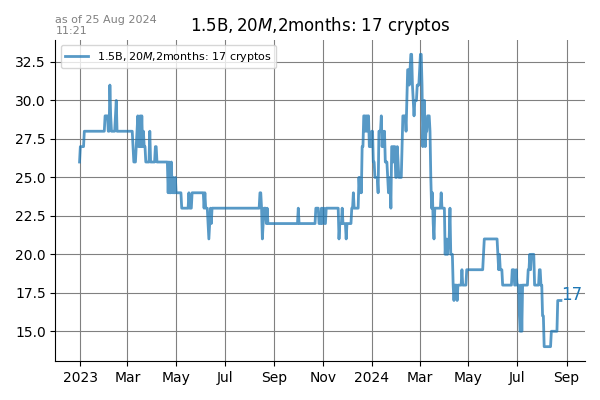 as of 25 Aug 2024
11:21
1.5B, 20M,2months: 17 cryptos
1.5B, 20M,2months: 17 cryptos
32.5
30.0
27.5
25.0
22.5
20.0
17.5
15.0
17
2023 Mar May Jul Sep Nov 2024 Mar May Jul Sep